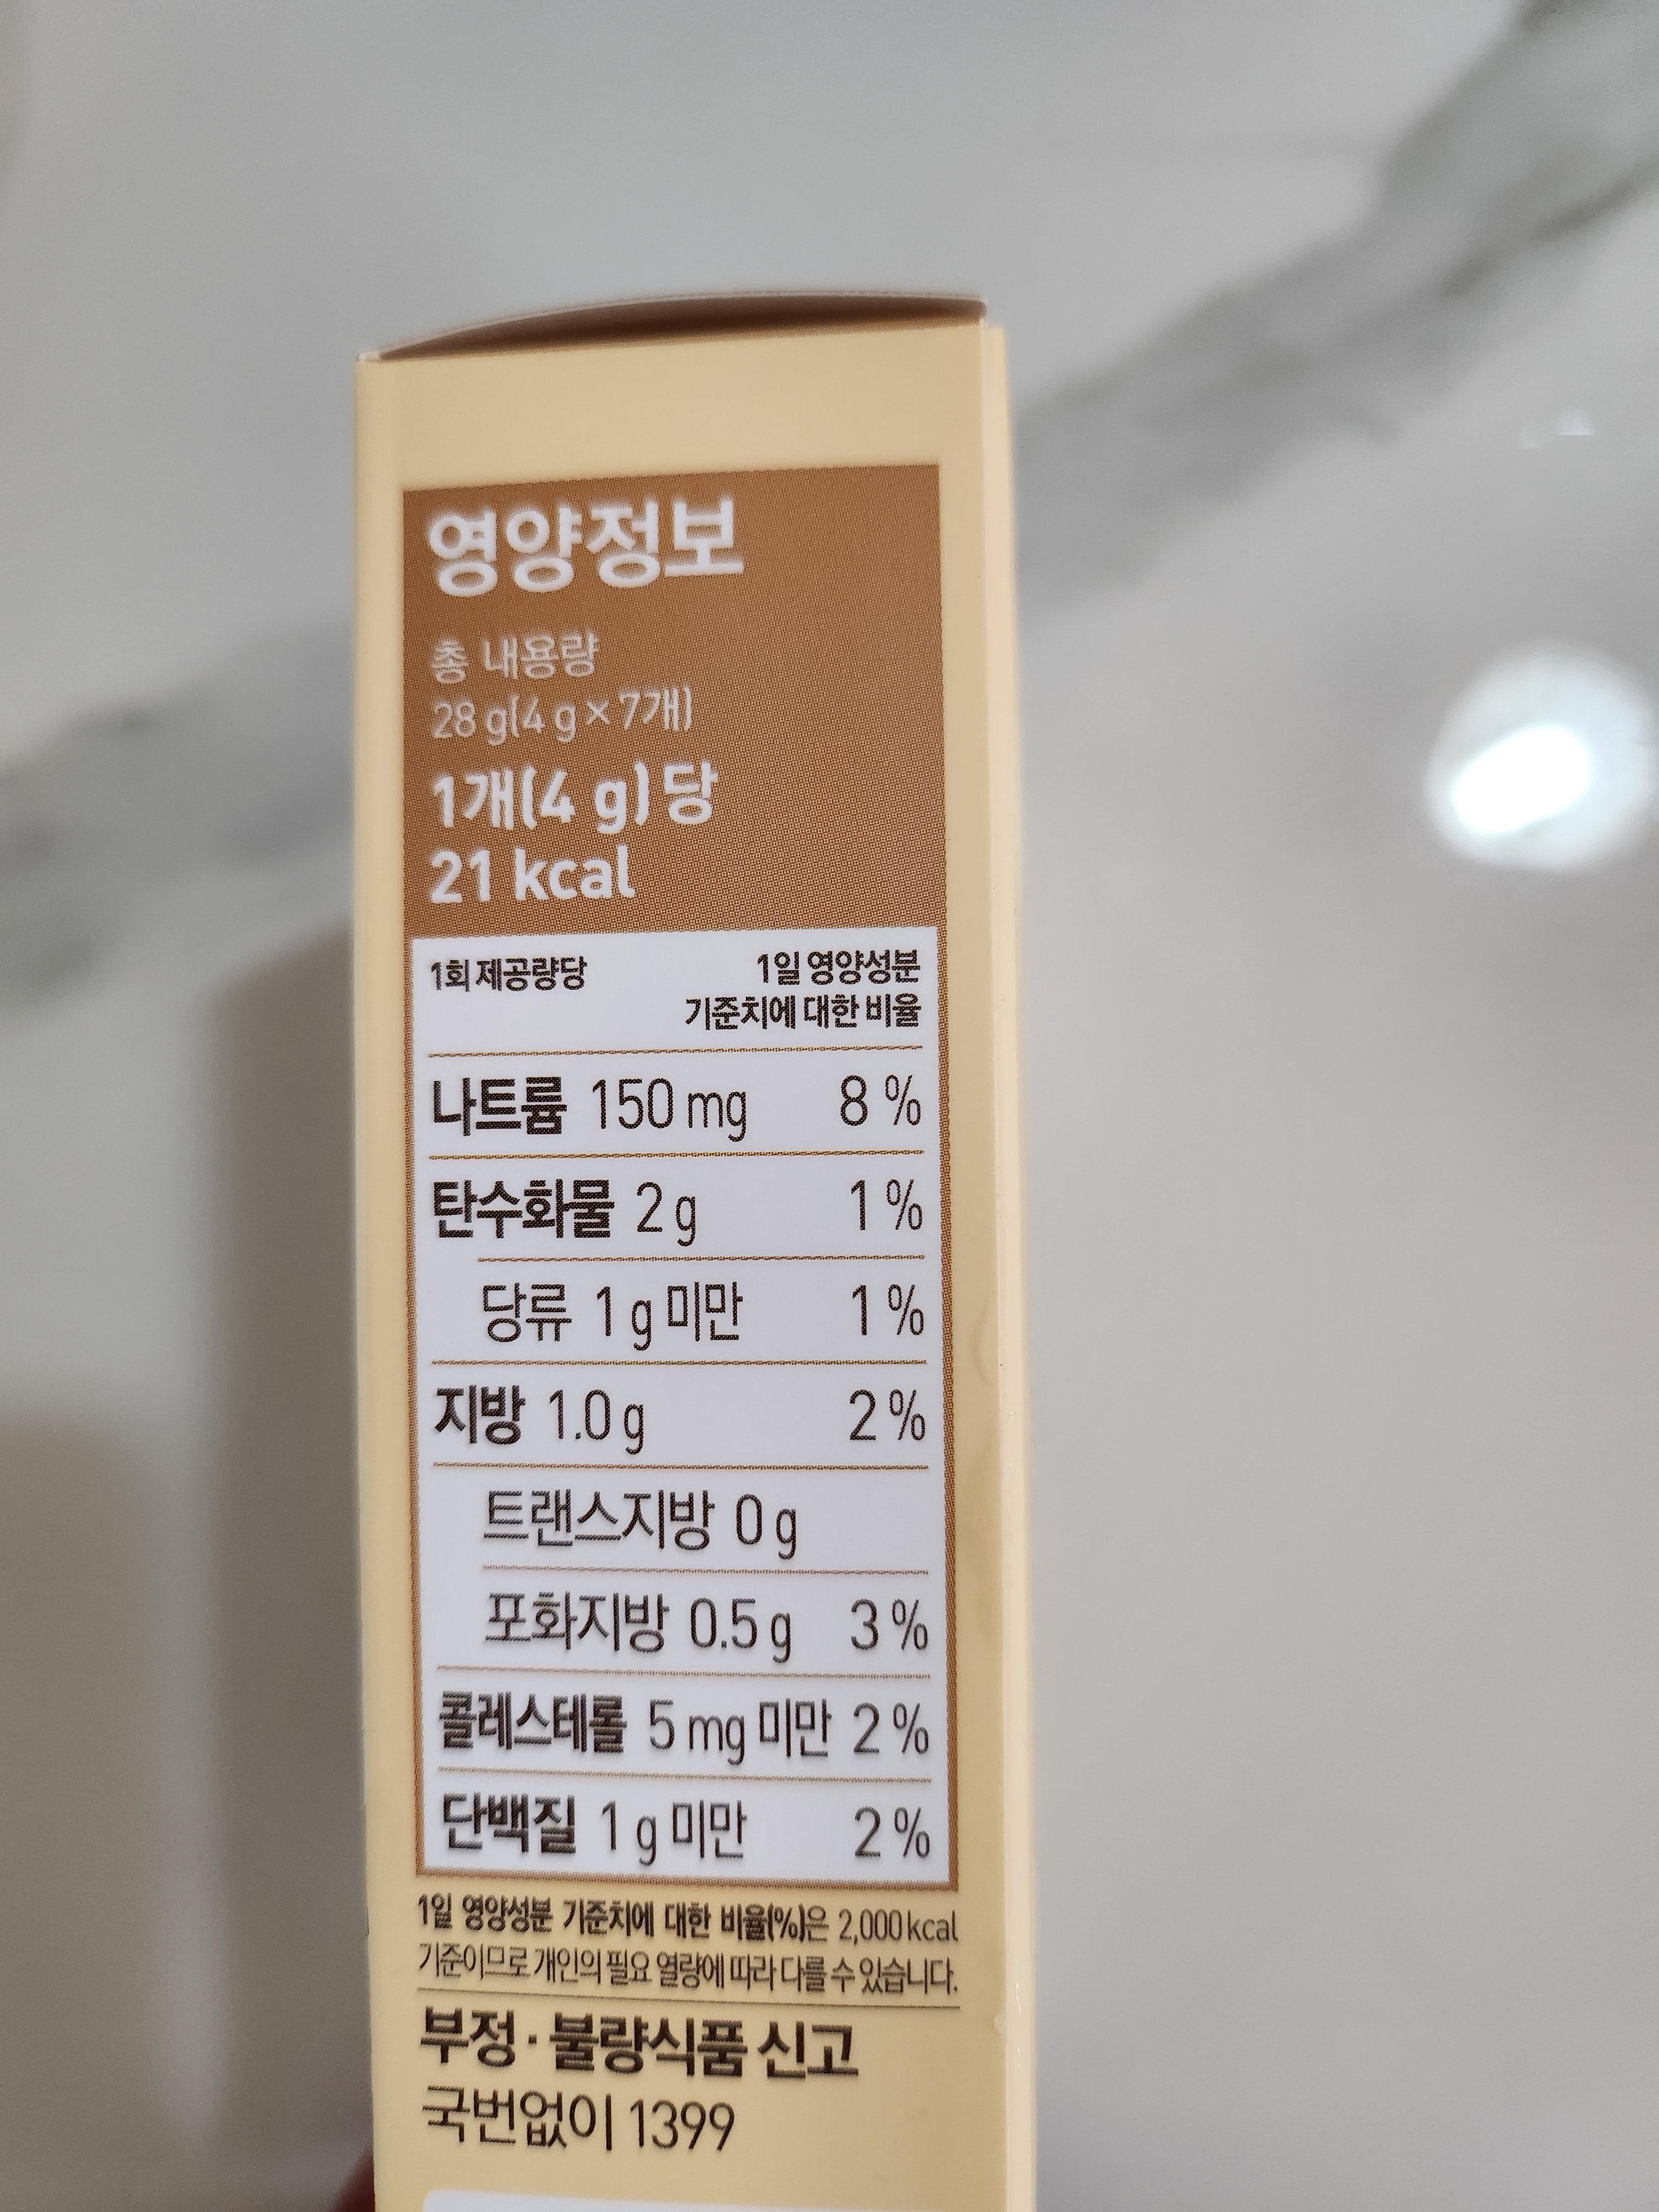 영양정보
총 내용량
28 g(4 g×7개)
1개(4 g)당
21 kcal
1회 제공량당 1일 영양성분
기준치에 대한 비율
나트륨 150 mg 8 %
탄수화물 2 g 1 %
당류 1 g 미만 1 %
지방 1.0 g 2 %
트랜스지방 0 g
포화지방 0.5 g 3 %
콜레스테롤 5 mg 미만 2 %
단백질 1 g 미만 2 %
1일 영양성분 기준치에 대한 비율(%)은 2,000 kcal
기준이므로 개인의 필요 열량에 따라 다를 수 있습니다.
부정·불량식품 신고
국번없이 1399